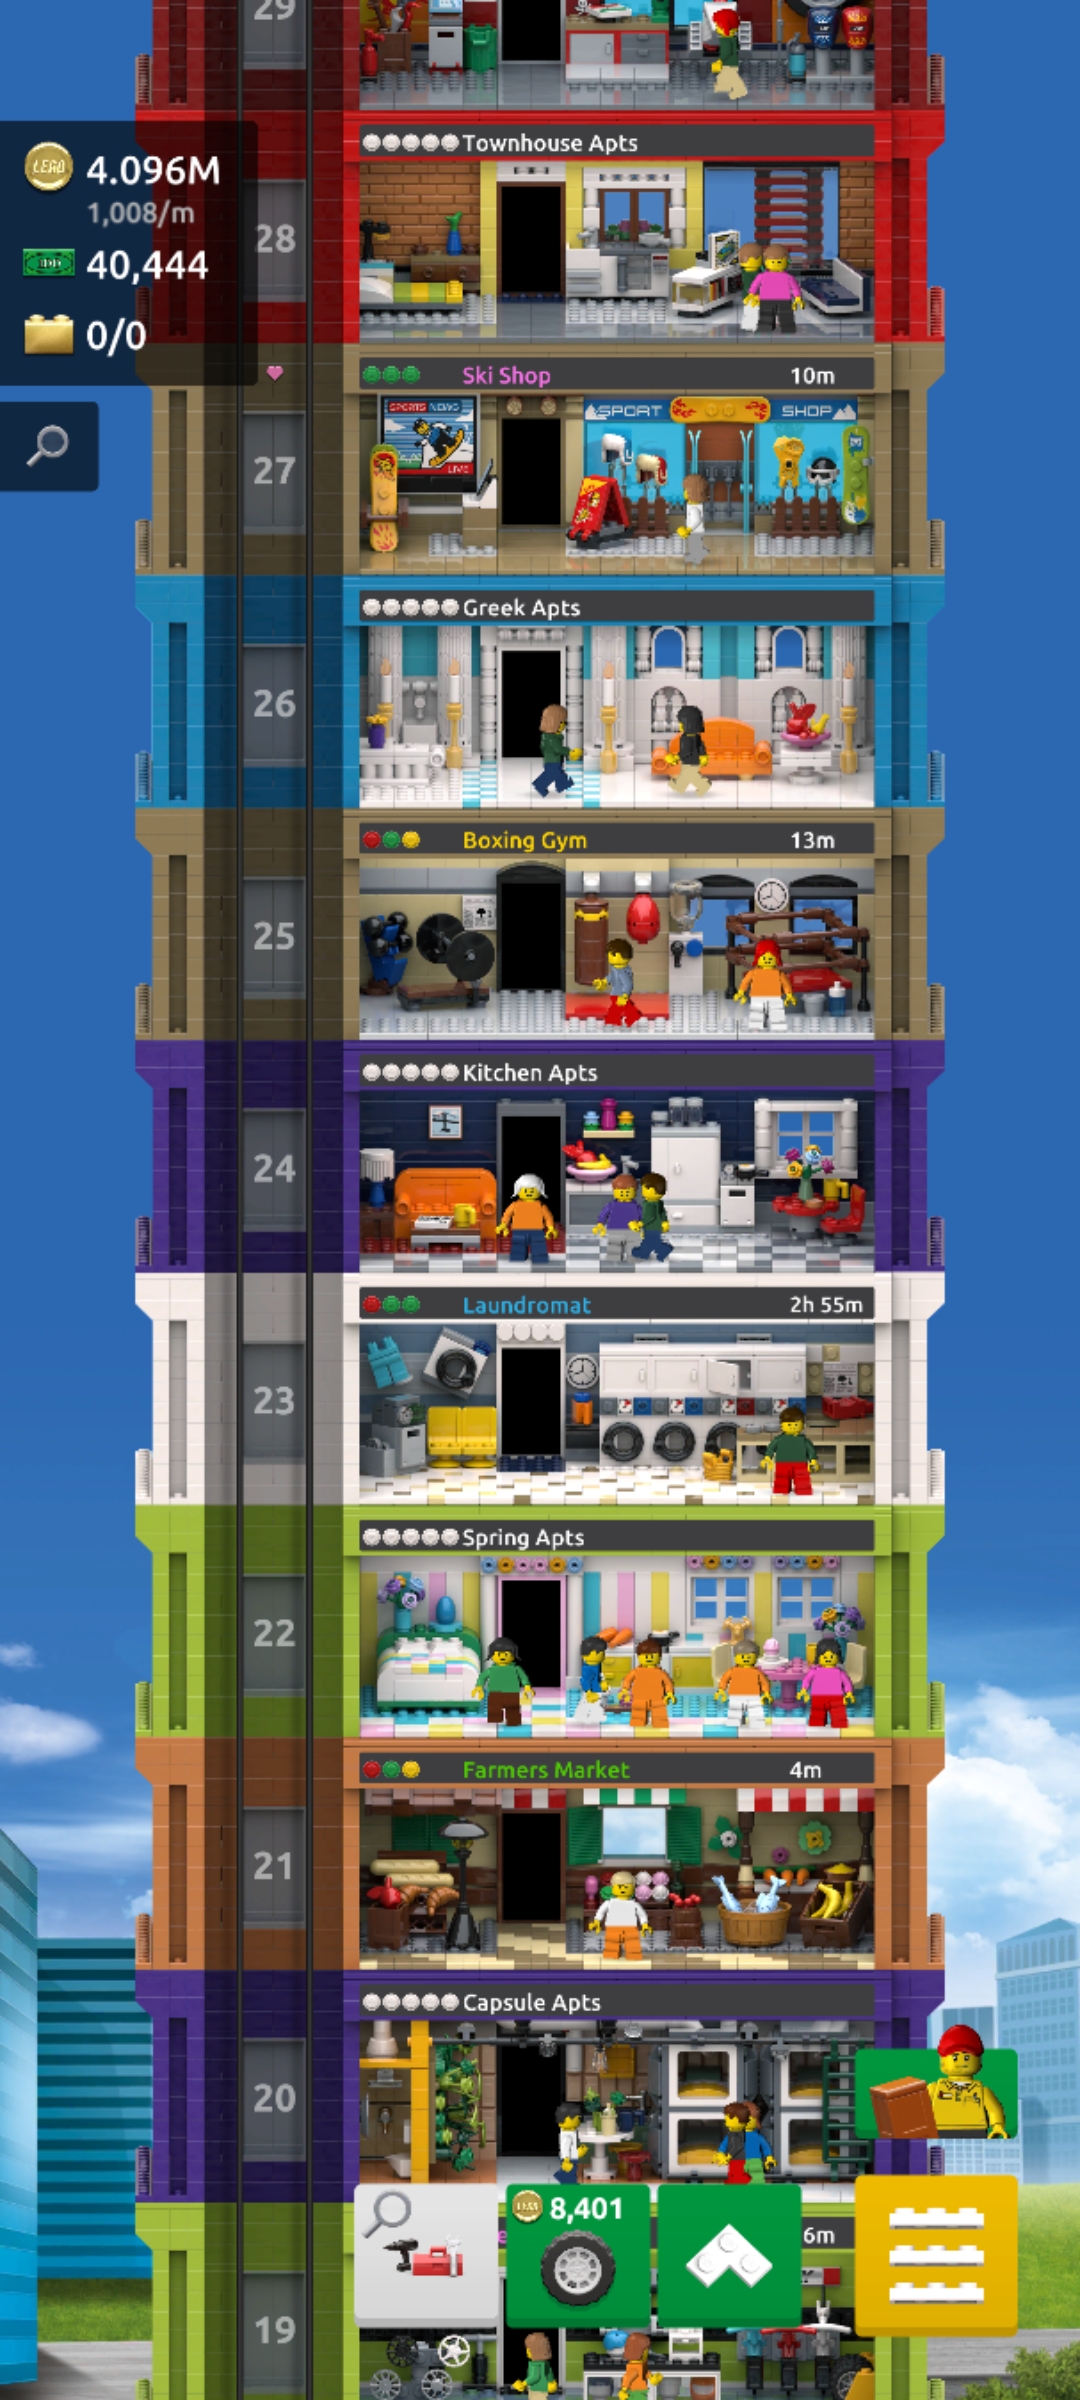 29
Townhouse Apts
LEGO 4.096M
1,008/m
28
40,444
0/0
Ski Shop 10m
SPORTS NEWS
LIVE
SPORT SHOP
27
Greek Apts
26
Boxing Gym 13m
25
Kitchen Apts
24
Laundromat 2h 55m
23
Spring Apts
22
Farmers Market 4m
21
Capsule Apts
20
8,401
6m
19